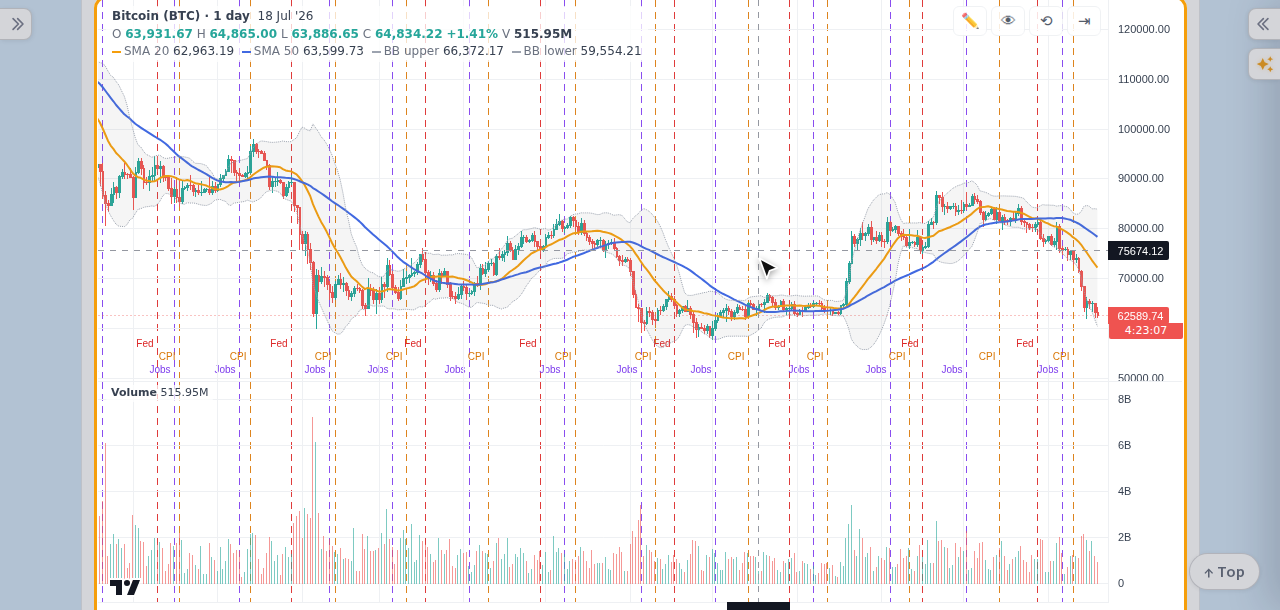 Bitcoin (BTC) · 1 day 18 Jul '26
O 63,931.67 H 64,865.00 L 63,886.65 C 64,834.22 +1.41% V 515.95M
SMA 20 62,963.19 SMA 50 63,599.73 BB upper 66,372.17 BB lower 59,554.21
120000.00
110000.00
100000.00
90000.00
80000.00
75674.12
70000.00
62589.74
4:23:07
50000.00
Fed Fed Fed Fed Fed Fed Fed Fed
CPI CPI CPI CPI CPI CPI CPI CPI CPI CPI CPI CPI
Jobs Jobs Jobs Jobs Jobs Jobs Jobs Jobs Jobs Jobs Jobs Jobs
Volume 515.95M
8B
6B
4B
2B
0
↑ Top